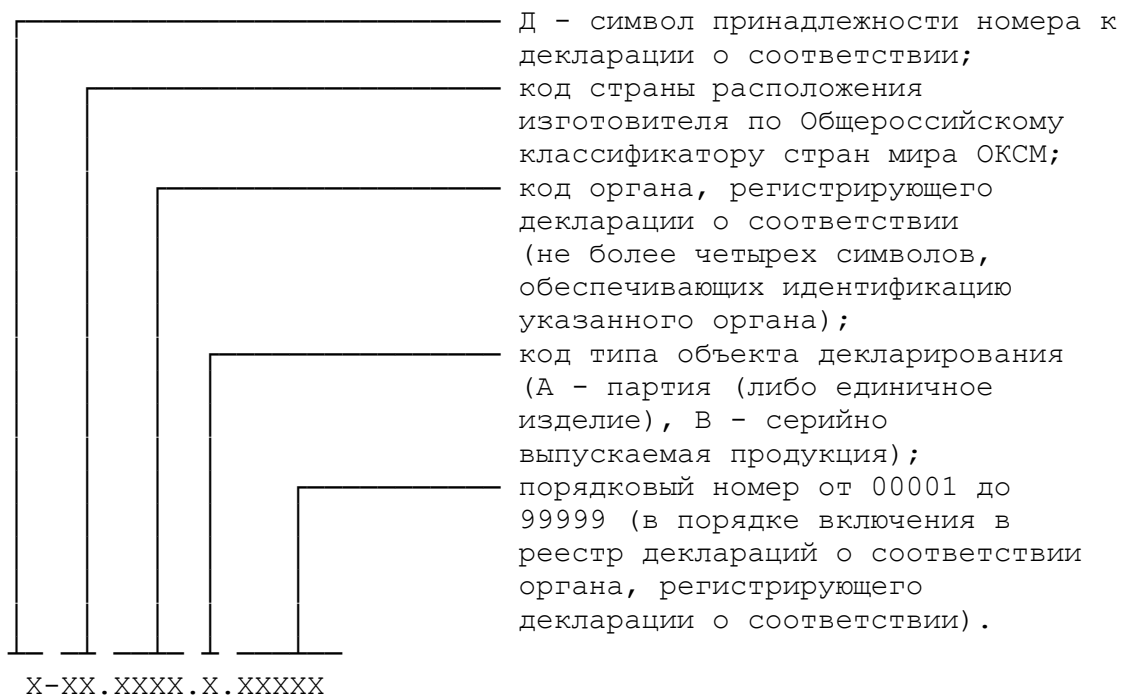 Д - символ принадлежности номера к
декларации о соответствии;
код страны расположения
изготовителя по Общероссийскому
классификатору стран мира ОКСМ;
код органа, регистрирующего
декларации о соответствии
(не более четырех символов,
обеспечивающих идентификацию
указанного органа);
код типа объекта декларирования
(А - партия (либо единичное
изделие), В - серийно
выпускаемая продукция);
порядковый номер от 00001 до
99999 (в порядке включения в
реестр деклараций о соответствии
органа, регистрирующего
декларации о соответствии).
X-XX.XXXX.X.XXXXX